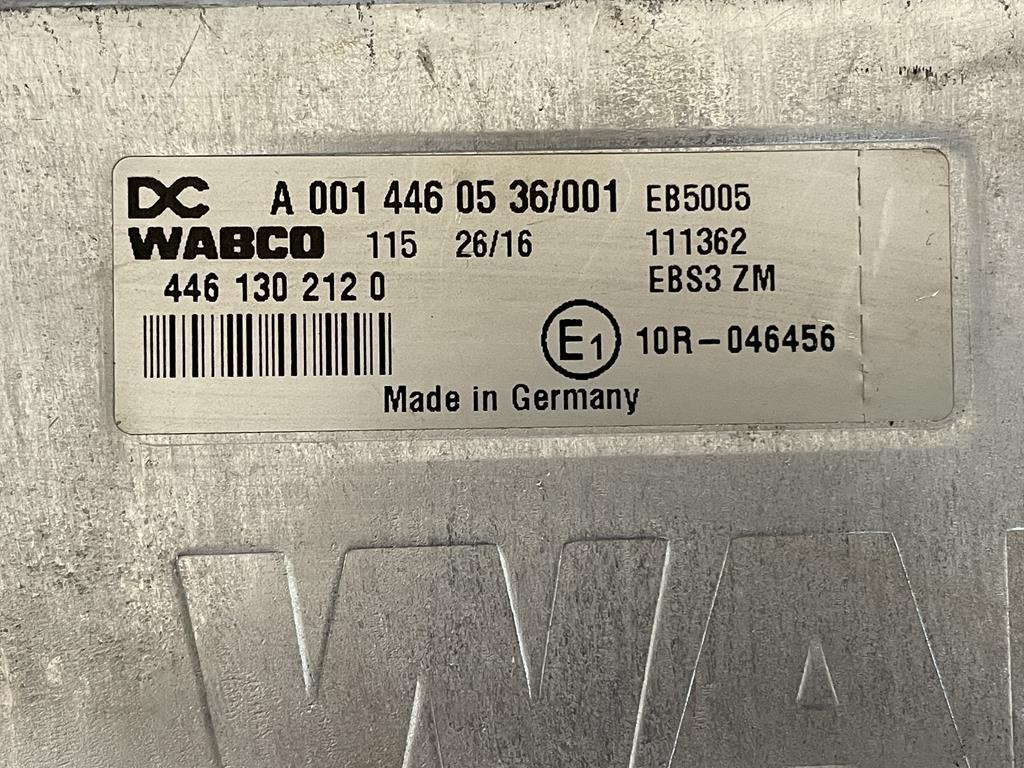 DC A 001 446 05 36/001 EB5005
WABCO 115 26/16 111362
446 130 212 0 EBS3 ZM
E1 10R-046456
Made in Germany
WA